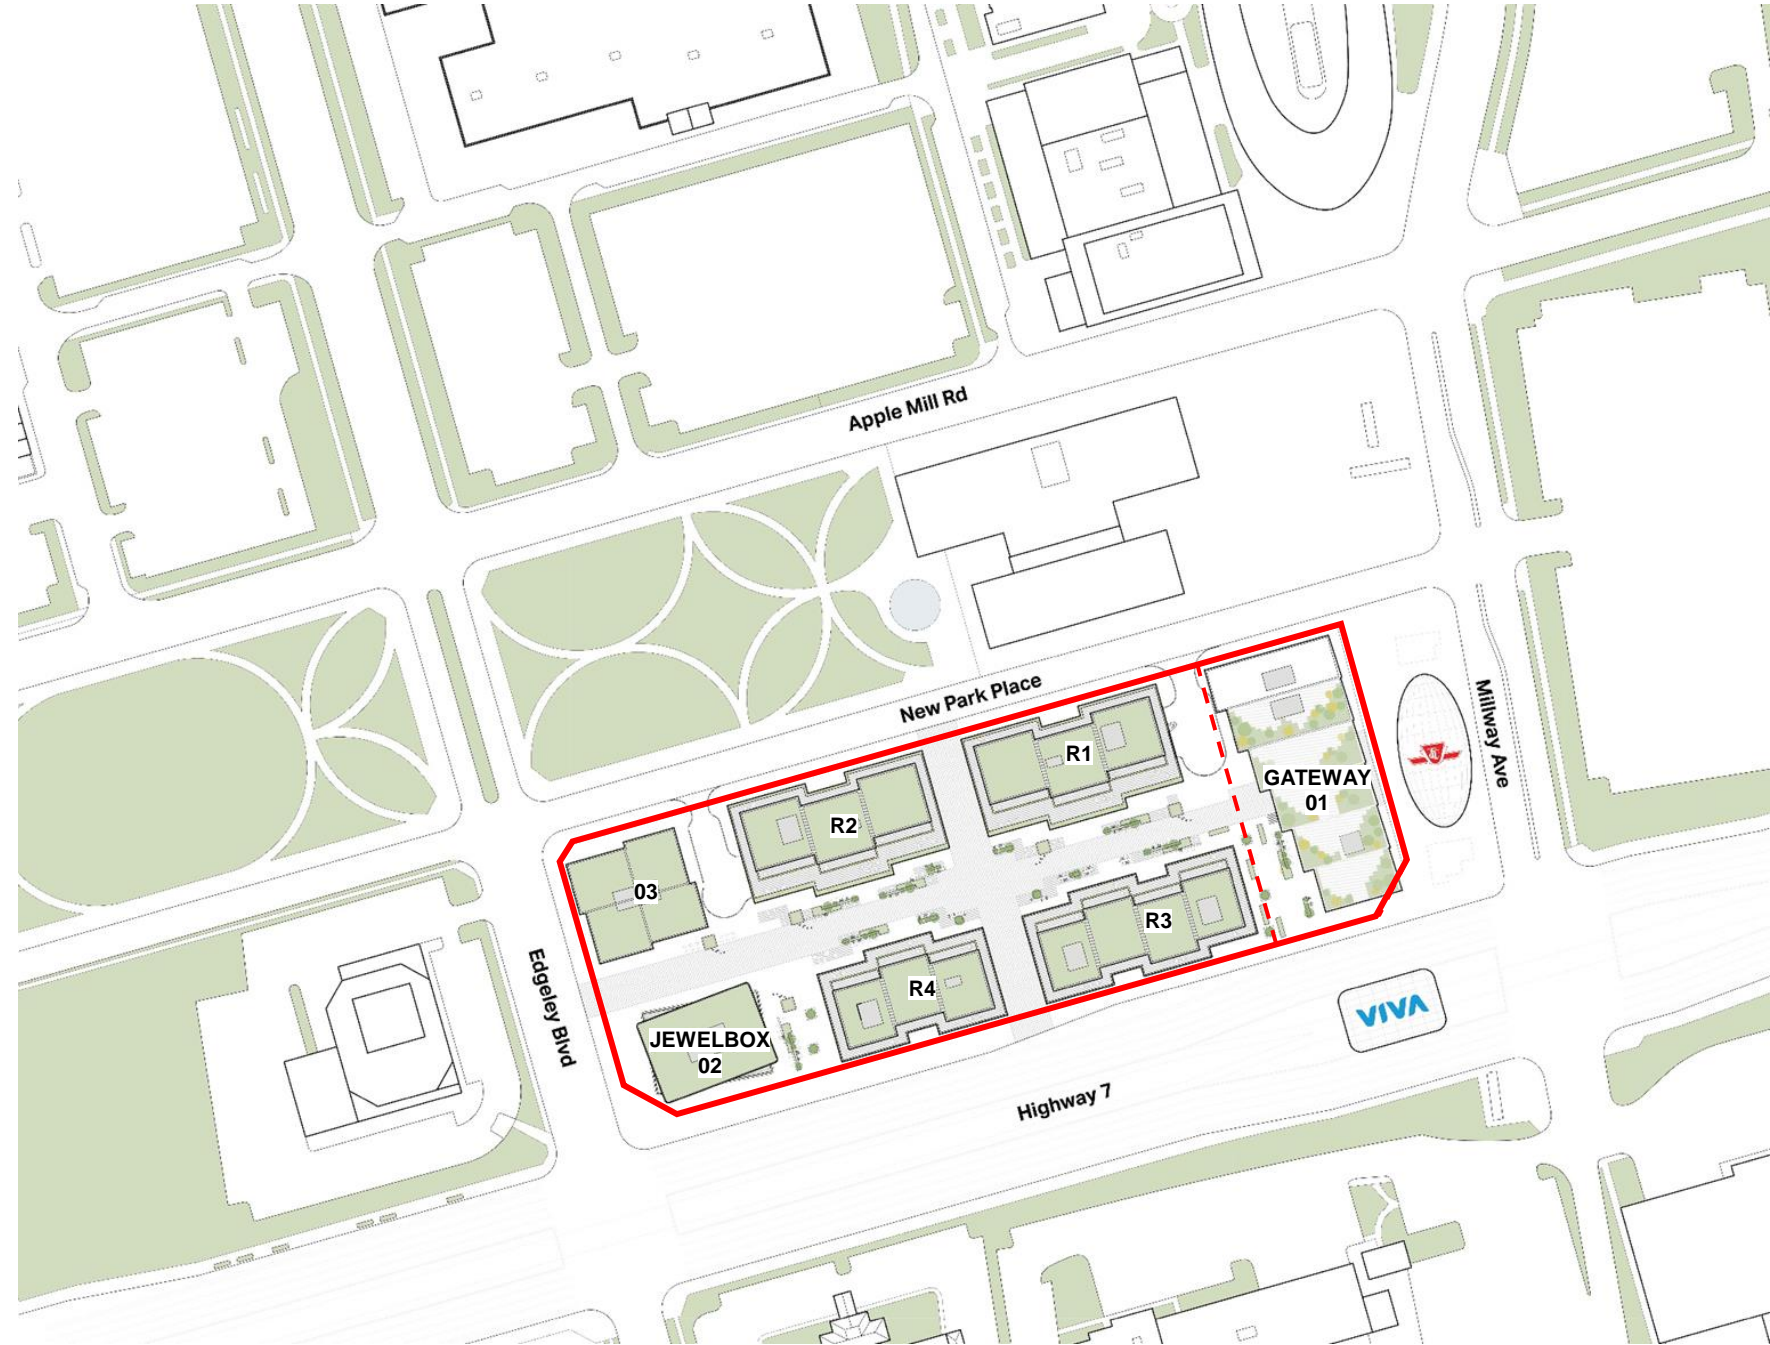 Apple Mill Rd
New Park Place
Millway Ave
R1
GATEWAY
01
R2
03
R3
R4
Edgeley Blvd
JEWELBOX
02
VIVA
Highway 7